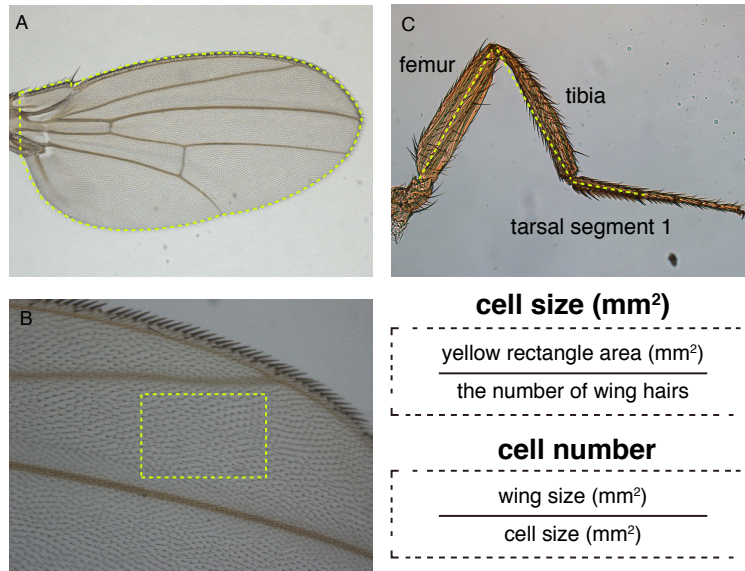 A
B
C
femur
tibia
tarsal segment 1
cell size (mm²)
yellow rectangle area (mm²)
the number of wing hairs
cell number
wing size (mm²)
cell size (mm²)